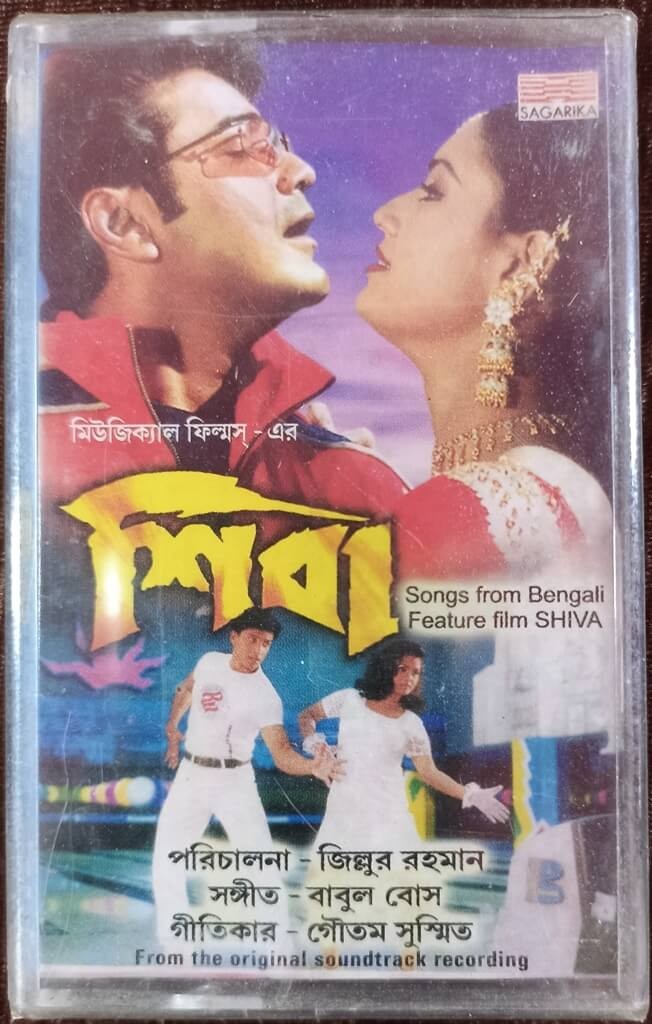 SAGARIKA
মিউজিক্যাল ফিল্মস্ - এর
শিবা
Songs from Bengali
Feature film SHIVA
পরিচালনা - জিল্লুর রহমান
সঙ্গীত - বাবুল বোস
গীতিকার - গৌতম সুস্মিত
From the original soundtrack recording